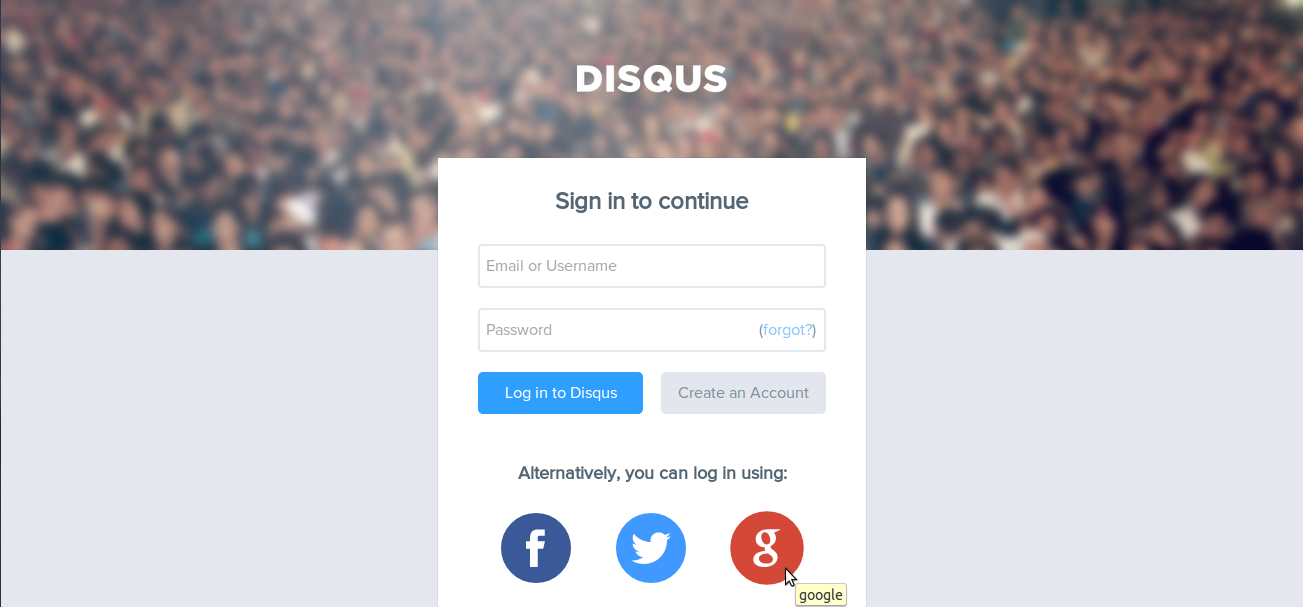 DISQUS
Sign in to continue
Email or Username
Password (forgot?)
Log in to Disqus Create an Account
Alternatively, you can log in using:
f g
google